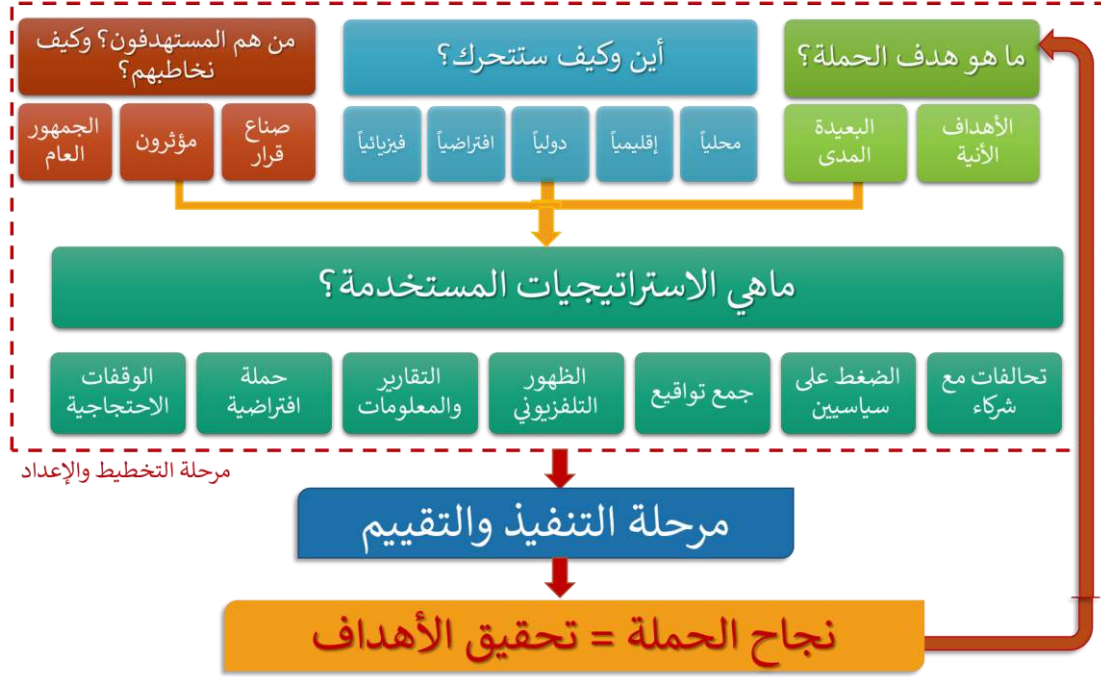 ما هو هدف الحملة؟
الأهداف
الأنية
البعيدة
المدى
أين وكيف ستتحرك؟
محلياً
إقليمياً
دولياً
افتراضياً
فيزيائياً
من هم المستهدفون؟ وكيف
نخاطبهم؟
صناع
قرار
مؤثرون
الجمهور
العام
ماهي الاستراتيجيات المستخدمة؟
تحالفات مع
شركاء
الضغط على
سياسيين
جمع تواقيع
الظهور
التلفزيوني
التقارير
والمعلومات
حملة
افتراضية
الوقفات
الاحتجاجية
مرحلة التخطيط والإعداد
مرحلة التنفيذ والتقييم
نجاح الحملة = تحقيق الأهداف